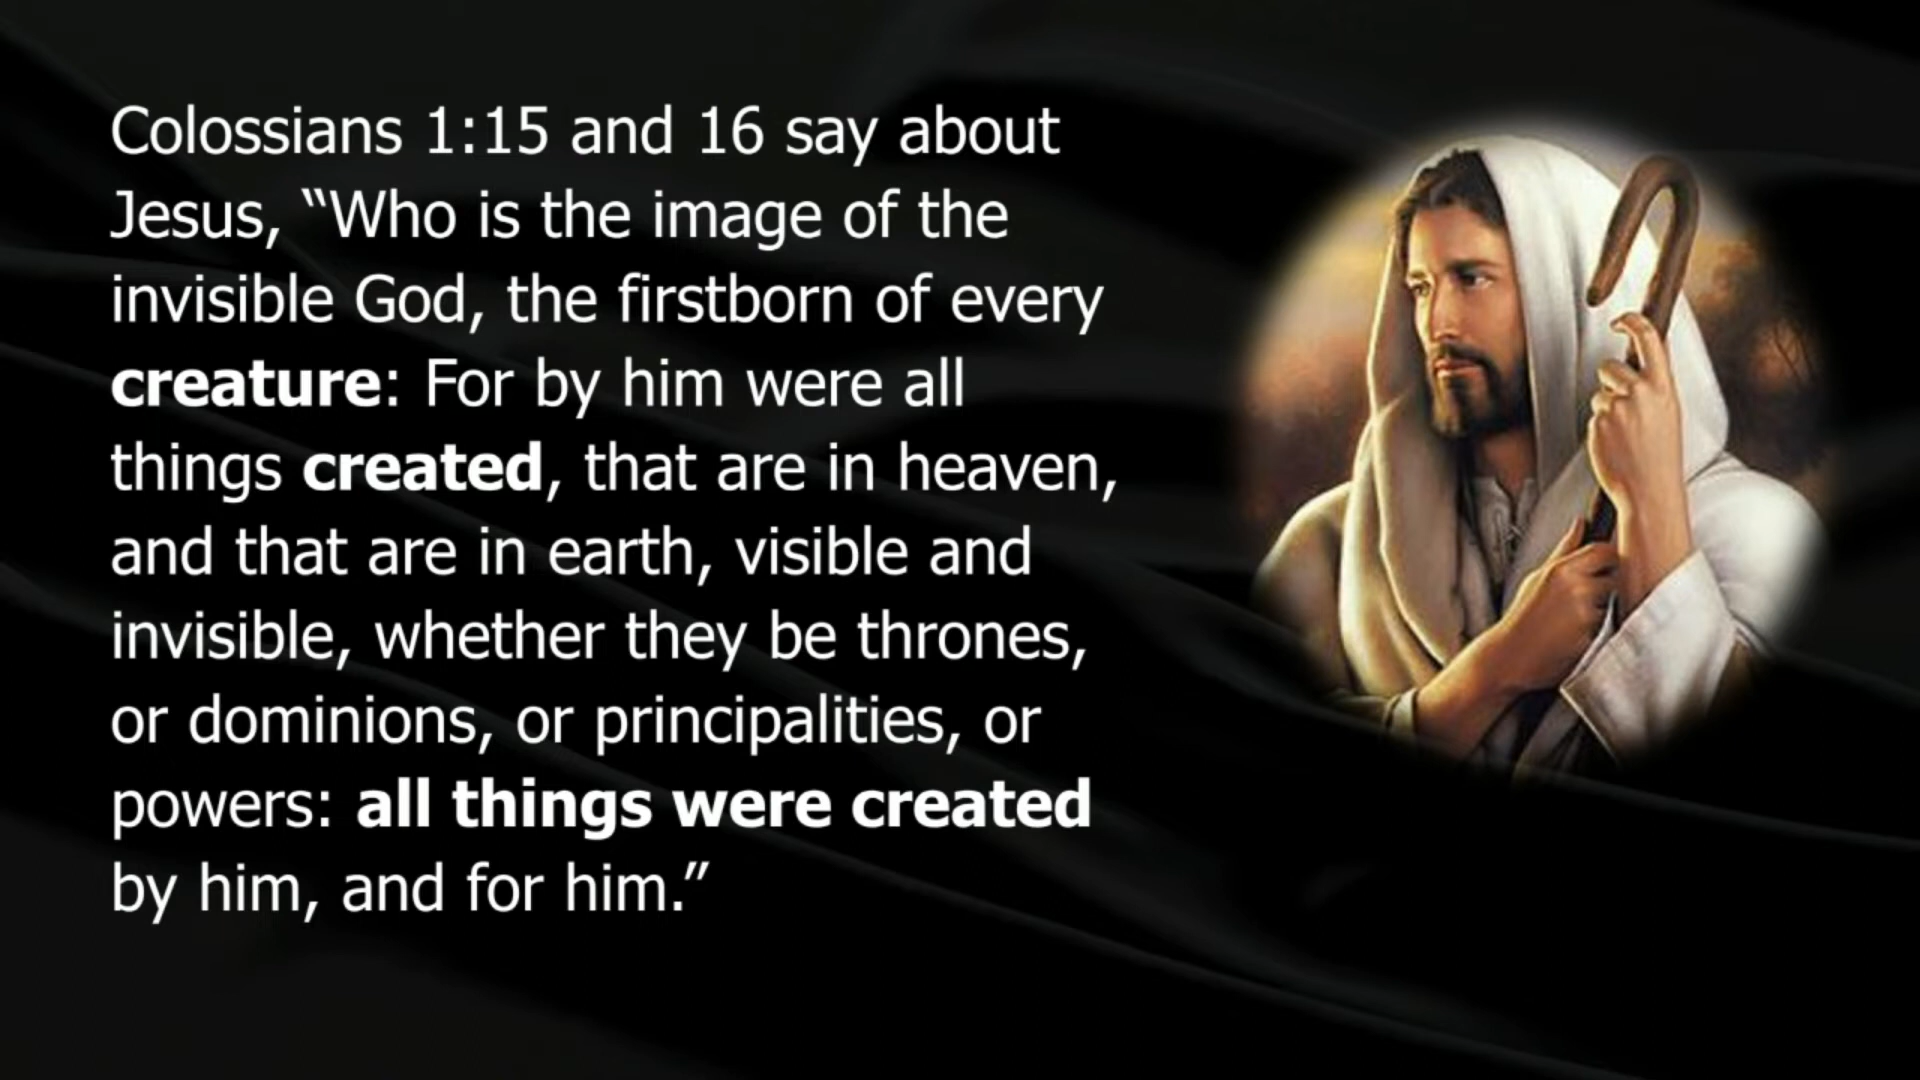 Colossians 1:15 and 16 say about
Jesus, “Who is the image of the
invisible God, the firstborn of every
creature: For by him were all
things created, that are in heaven,
and that are in earth, visible and
invisible, whether they be thrones,
or dominions, or principalities, or
powers: all things were created
by him, and for him.”